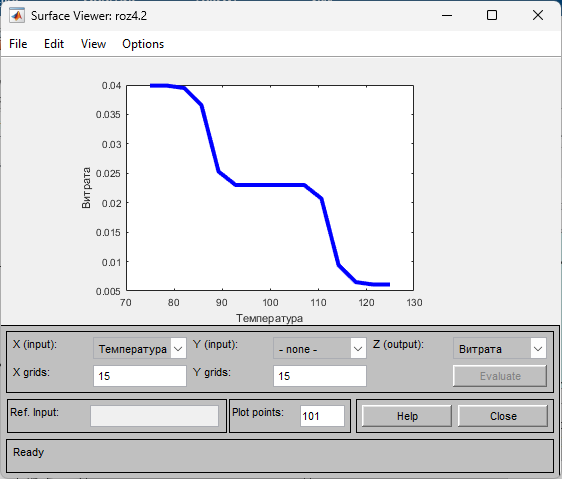 Surface Viewer: roz4.2
File Edit View Options
0.04
0.035
0.03
0.025
0.02
0.015
0.01
0.005
Витрата
70 80 90 100 110 120 130
Температура
X (input): Температура Y (input): - none - Z (output): Витрата
X grids: 15 Y grids: 15 Evaluate
Ref. Input: Plot points: 101 Help Close
Ready